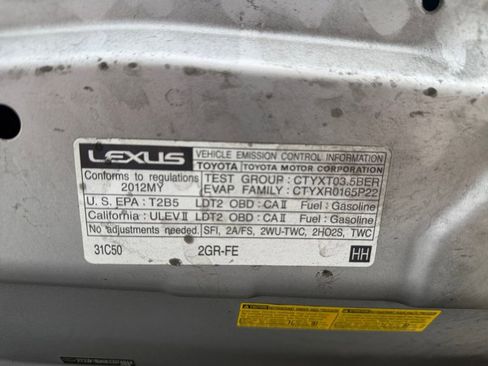 LEXUS VEHICLE EMISSION CONTROL INFORMATION
TOYOTA TOYOTA MOTOR CORPORATION
Conforms to regulations TEST GROUP : CTYXT03.5BER
2012MY EVAP FAMILY : CTYXR0165P22
U.S. EPA : T2B5 LDT2 OBD : CA II Fuel : Gasoline
California : ULEV II LDT2 OBD : CA II Fuel : Gasoline
No adjustments needed. SFI, 2A/FS, 2WU-TWC, 2HO2S, TWC
31C50 2GR-FE HH